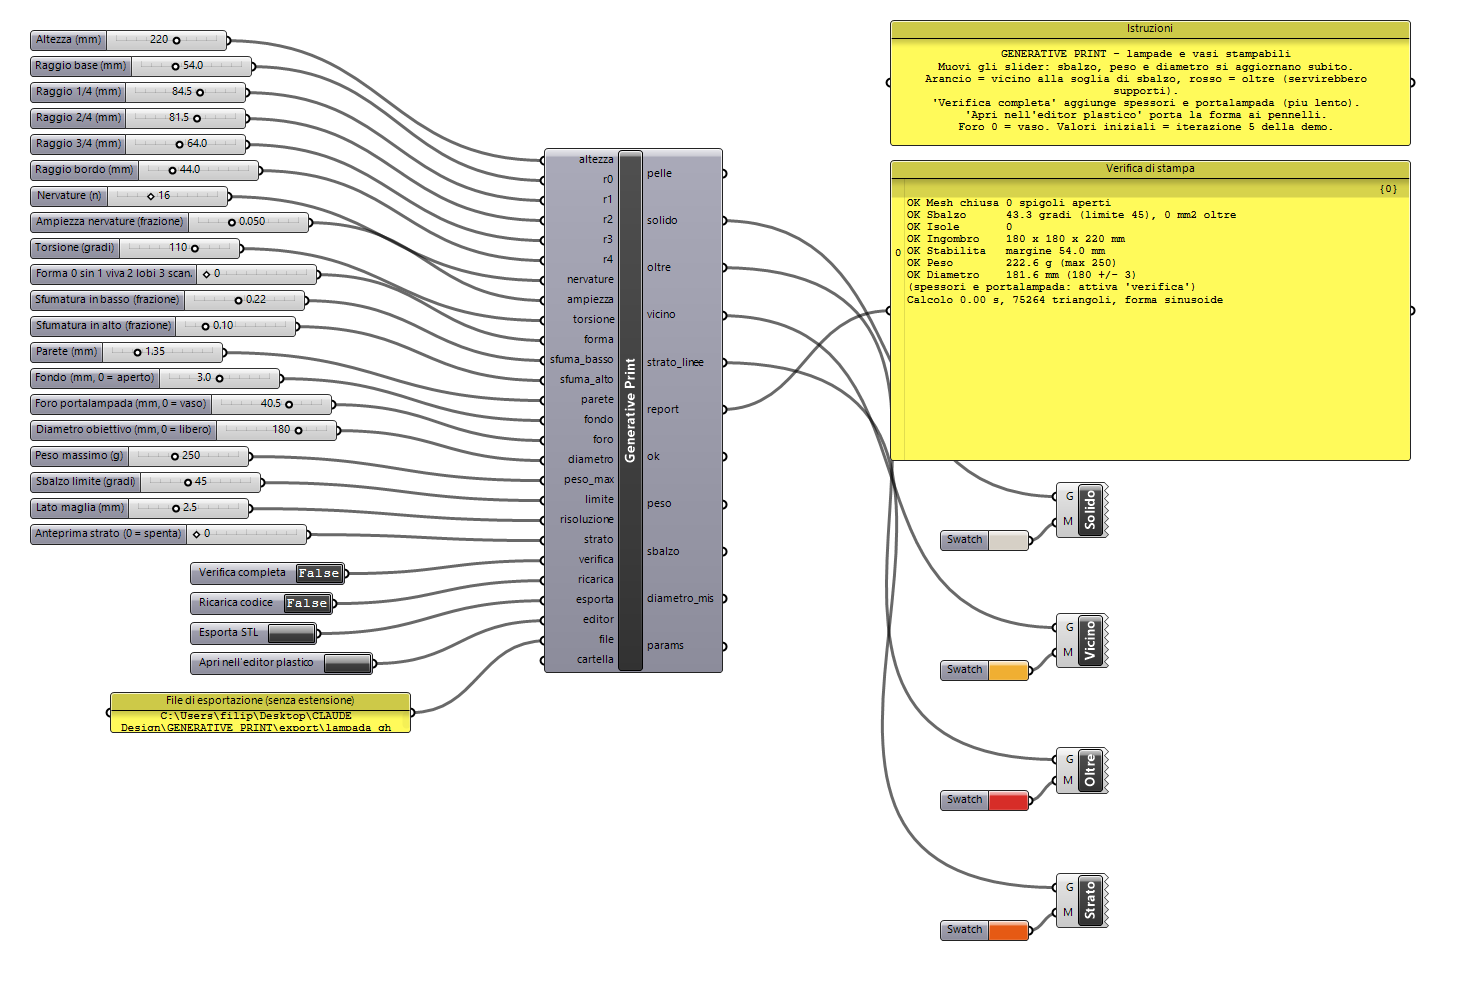 Altezza (mm) 220
Raggio base (mm) 54.0
Raggio 1/4 (mm) 84.5
Raggio 2/4 (mm) 81.5
Raggio 3/4 (mm) 64.0
Raggio bordo (mm) 44.0
Nervature (n) 16
Ampiezza nervature (frazione) 0.050
Torsione (gradi) 110
Forma 0 sin 1 viva 2 lobi 3 scan. 0
Sfumatura in basso (frazione) 0.22
Sfumatura in alto (frazione) 0.10
Parete (mm) 1.35
Fondo (mm, 0 = aperto) 3.0
Foro portalampada (mm, 0 = vaso) 40.5
Diametro obiettivo (mm, 0 = libero) 180
Peso massimo (g) 250
Sbalzo limite (gradi) 45
Lato maglia (mm) 2.5
Anteprima strato (0 = spenta) 0
Verifica completa False
Ricarica codice False
Esporta STL
Apri nell'editor plastico
File di esportazione (senza estensione)
C:\Users\filip\Desktop\CLAUDE
Design\GENERATIVE PRINT\export\lampada_gh
altezza
r0
r1
r2
r3
r4
nervature
ampiezza
torsione
forma
sfuma_basso
sfuma_alto
parete
fondo
foro
diametro
peso_max
limite
risoluzione
strato
verifica
ricarica
esporta
editor
file
cartella
Generative Print
pelle
solido
oltre
vicino
strato_linee
report
ok
peso
sbalzo
diametro_mis
params
Istruzioni
GENERATIVE PRINT - lampade e vasi stampabili
Muovi gli slider: sbalzo, peso e diametro si aggiornano subito.
Arancio = vicino alla soglia di sbalzo, rosso = oltre (servirebbero
supporti).
'Verifica completa' aggiunge spessori e portalampada (piu lento).
'Apri nell'editor plastico' porta la forma ai pennelli.
Foro 0 = vaso. Valori iniziali = iterazione 5 della demo.
Verifica di stampa
{0}
0
OK Mesh chiusa 0 spigoli aperti
OK Sbalzo 43.3 gradi (limite 45), 0 mm2 oltre
OK Isole 0
OK Ingombro 180 x 180 x 220 mm
OK Stabilita margine 54.0 mm
OK Peso 222.6 g (max 250)
OK Diametro 181.6 mm (180 +/- 3)
(spessori e portalampada: attiva 'verifica')
Calcolo 0.00 s, 75264 triangoli, forma sinusoide
G
M
Solido
Swatch
G
M
Vicino
Swatch
G
M
Oltre
Swatch
G
M
Strato
Swatch